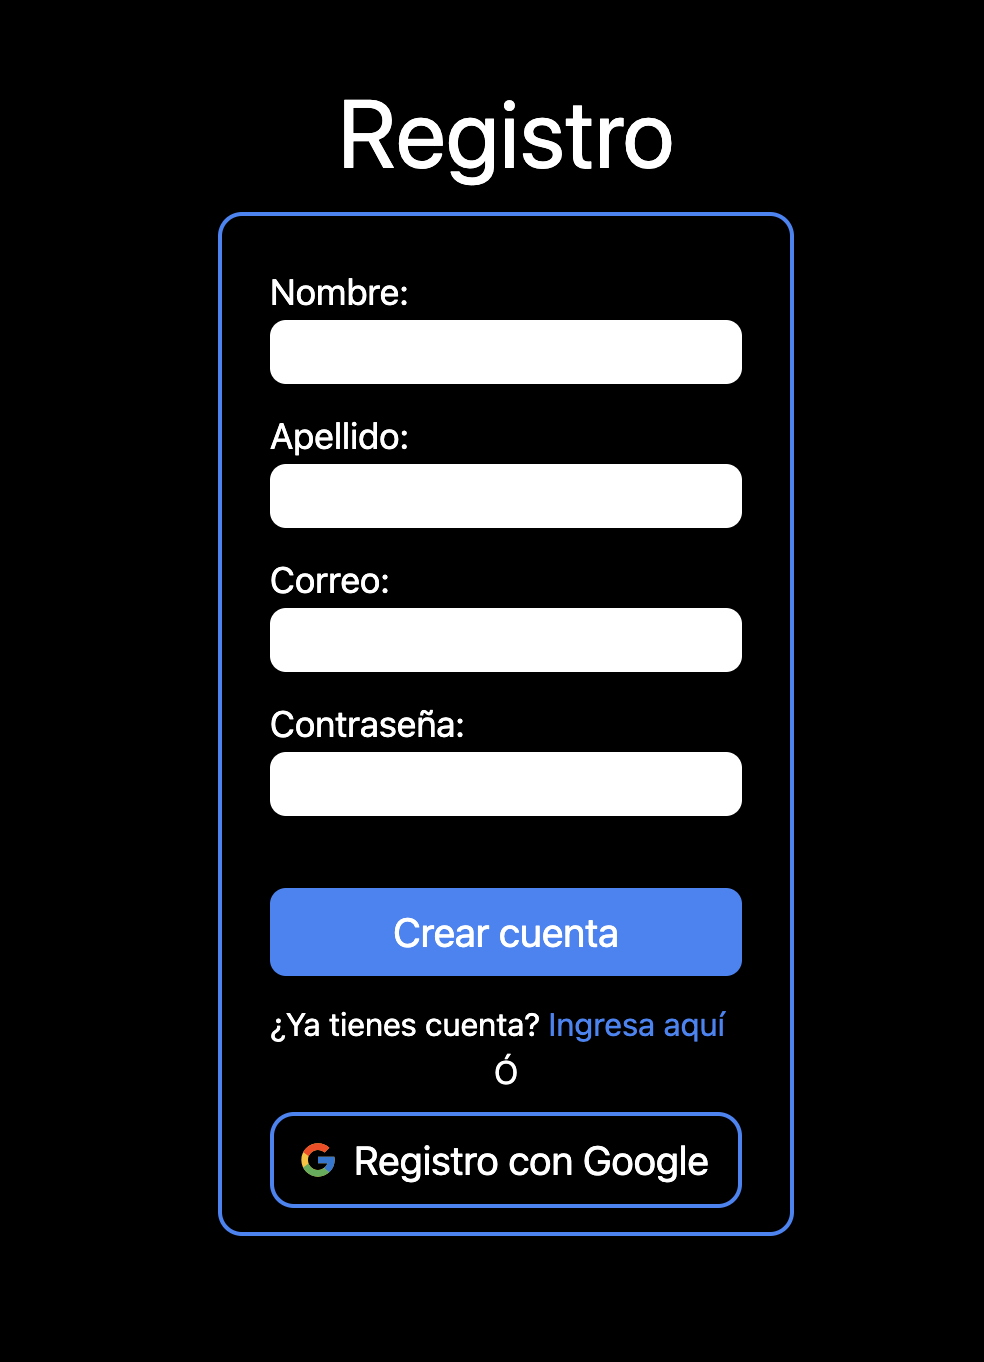 Registro
Nombre:
Apellido:
Correo:
Contraseña:
Crear cuenta
¿Ya tienes cuenta? Ingresa aquí
Ó
Registro con Google